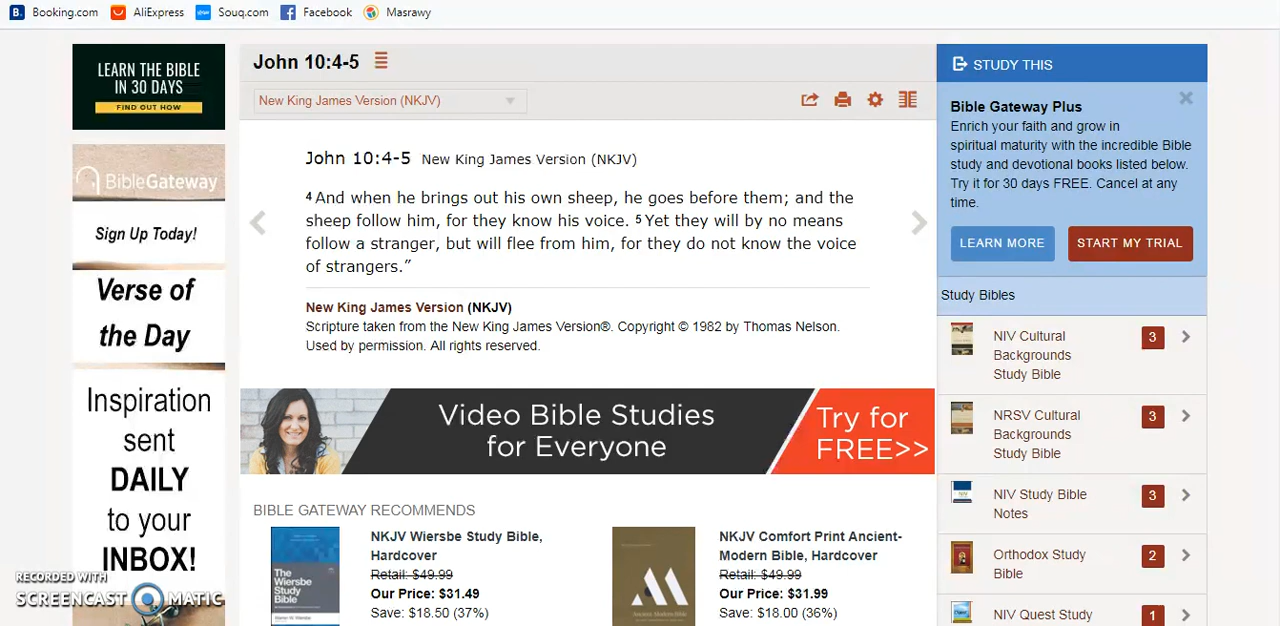 Booking.com AliExpress Souq.com Facebook Masrawy
LEARN THE BIBLE
IN 30 DAYS
FIND OUT HOW
BibleGateway
Sign Up Today!
Verse of
the Day
Inspiration
sent
DAILY
to your
INBOX!
RECORDED WITH
SCREENCAST MATIC
John 10:4-5
New King James Version (NKJV)
John 10:4-5 New King James Version (NKJV)
4 And when he brings out his own sheep, he goes before them; and the
sheep follow him, for they know his voice. 5 Yet they will by no means
follow a stranger, but will flee from him, for they do not know the voice
of strangers.”
New King James Version (NKJV)
Scripture taken from the New King James Version®. Copyright © 1982 by Thomas Nelson.
Used by permission. All rights reserved.
Video Bible Studies
for Everyone
Try for
FREE>>
BIBLE GATEWAY RECOMMENDS
The
Wiersbe
Study
Bible
NKJV Wiersbe Study Bible,
Hardcover
Retail: $49.99
Our Price: $31.49
Save: $18.50 (37%)
NKJV Comfort Print Ancient-
Modern Bible, Hardcover
Retail: $49.99
Our Price: $31.99
Save: $18.00 (36%)
STUDY THIS
Bible Gateway Plus
Enrich your faith and grow in
spiritual maturity with the incredible Bible
study and devotional books listed below.
Try it for 30 days FREE. Cancel at any
time.
LEARN MORE START MY TRIAL
Study Bibles
NIV Cultural 3
Backgrounds
Study Bible
NRSV Cultural 3
Backgrounds
Study Bible
NIV Study Bible 3
Notes
Orthodox Study 2
Bible
NIV Quest Study 1